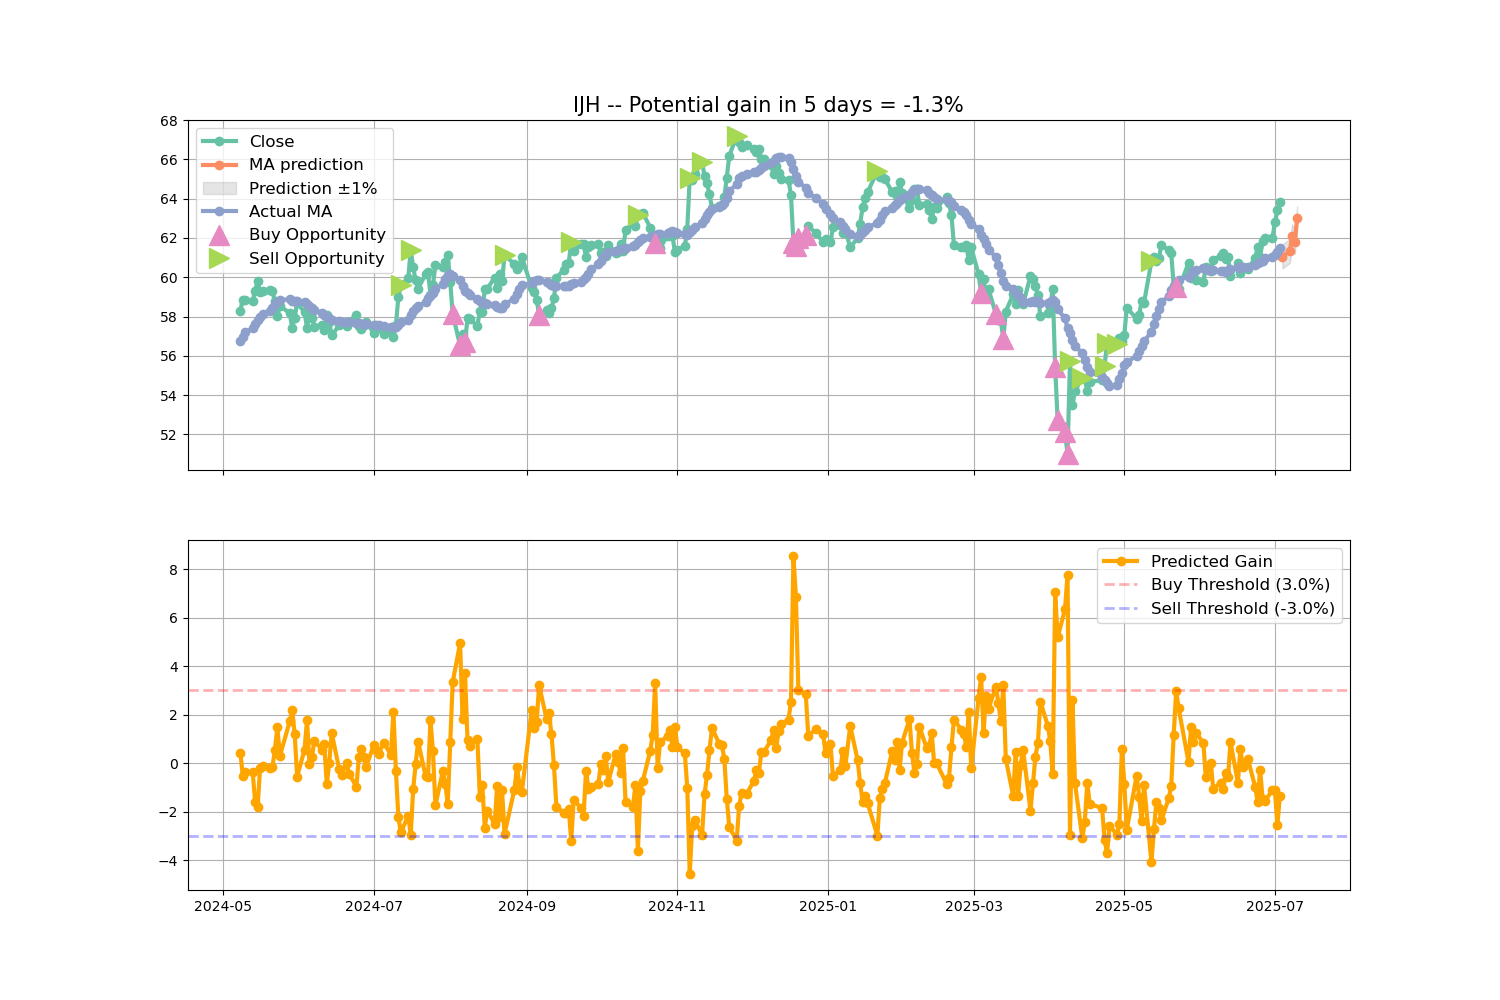 IJH -- Potential gain in 5 days = -1.3%
68
66
64
62
60
58
56
54
52
Close
MA prediction
Prediction ±1%
Actual MA
Buy Opportunity
Sell Opportunity
8
6
4
2
0
−2
−4
Predicted Gain
Buy Threshold (3.0%)
Sell Threshold (-3.0%)
2024-05 2024-07 2024-09 2024-11 2025-01 2025-03 2025-05 2025-07